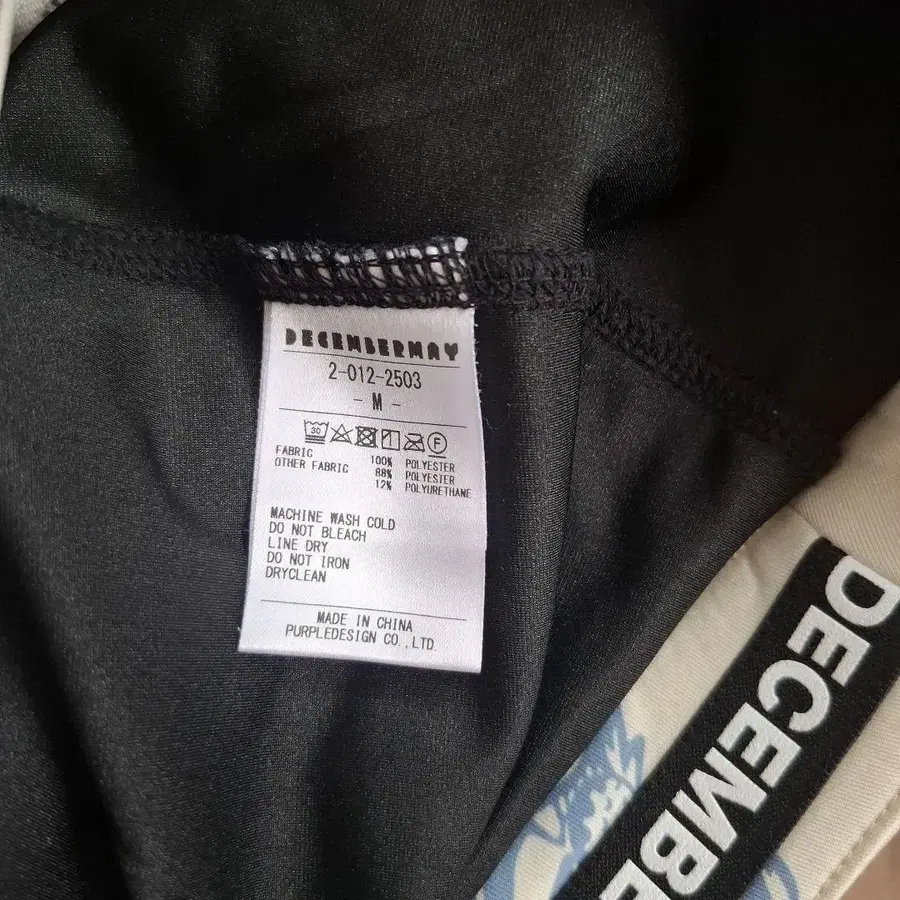 DECEMBERMAY
2-012-2503
- M -
30
F
FABRIC 100% POLYESTER
OTHER FABRIC 88% POLYESTER
12% POLYURETHANE
MACHINE WASH COLD
DO NOT BLEACH
LINE DRY
DO NOT IRON
DRYCLEAN
MADE IN CHINA
PURPLEDESIGN CO.,LTD.
DECEMBE